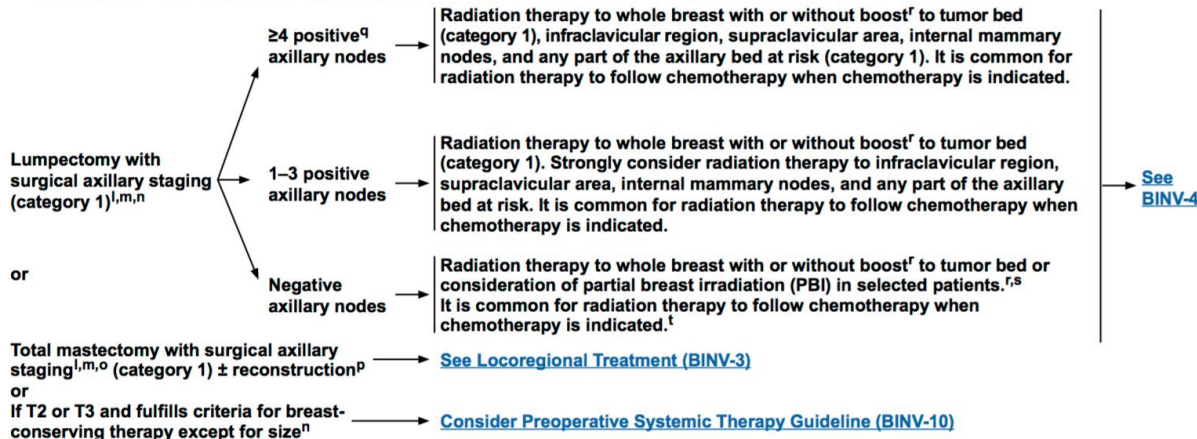 ≥4 positiveq
axillary nodes
Radiation therapy to whole breast with or without boostr to tumor bed
(category 1), infraclavicular region, supraclavicular area, internal mammary
nodes, and any part of the axillary bed at risk (category 1). It is common for
radiation therapy to follow chemotherapy when chemotherapy is indicated.
Lumpectomy with
surgical axillary staging
(category 1)l,m,n
1–3 positive
axillary nodes
Radiation therapy to whole breast with or without boostr to tumor bed
(category 1). Strongly consider radiation therapy to infraclavicular region,
supraclavicular area, internal mammary nodes, and any part of the axillary
bed at risk. It is common for radiation therapy to follow chemotherapy when
chemotherapy is indicated.
See
BINV-4
or
Negative
axillary nodes
Radiation therapy to whole breast with or without boostr to tumor bed or
consideration of partial breast irradiation (PBI) in selected patients.r,s
It is common for radiation therapy to follow chemotherapy when
chemotherapy is indicated.t
Total mastectomy with surgical axillary
stagingl,m,o (category 1) ± reconstructionp
See Locoregional Treatment (BINV-3)
or
If T2 or T3 and fulfills criteria for breast-
conserving therapy except for sizen
Consider Preoperative Systemic Therapy Guideline (BINV-10)